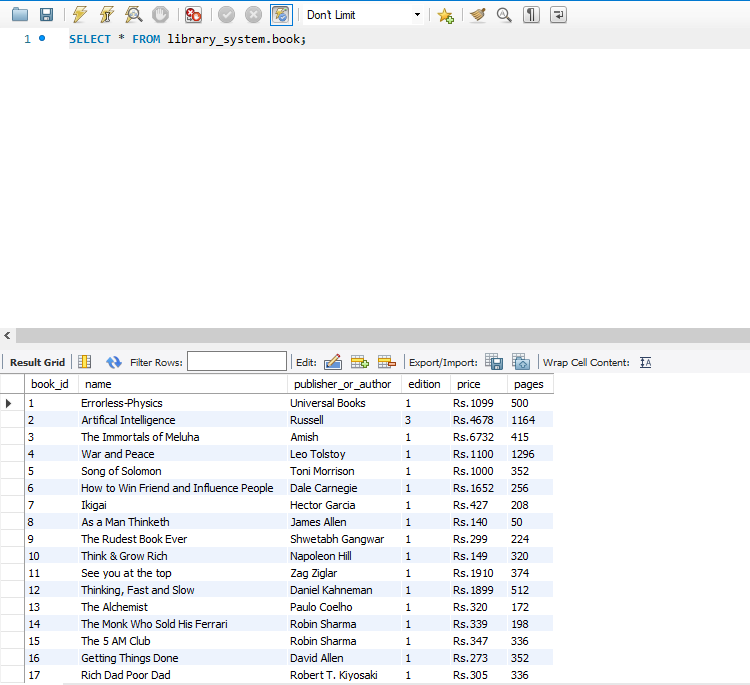 Don't Limit
1 SELECT * FROM library_system.book;
Result Grid Filter Rows: Edit: Export/Import: Wrap Cell Content:
book_id name publisher_or_author edition price pages
1 Errorless-Physics Universal Books 1 Rs.1099 500
2 Artifical Intelligence Russell 3 Rs.4678 1164
3 The Immortals of Meluha Amish 1 Rs.6732 415
4 War and Peace Leo Tolstoy 1 Rs.1100 1296
5 Song of Solomon Toni Morrison 1 Rs.1000 352
6 How to Win Friend and Influence People Dale Carnegie 1 Rs.1652 256
7 Ikigai Hector Garcia 1 Rs.427 208
8 As a Man Thinketh James Allen 1 Rs.140 50
9 The Rudest Book Ever Shwetabh Gangwar 1 Rs.299 224
10 Think & Grow Rich Napoleon Hill 1 Rs.149 320
11 See you at the top Zag Ziglar 1 Rs.1910 374
12 Thinking, Fast and Slow Daniel Kahneman 1 Rs.1899 512
13 The Alchemist Paulo Coelho 1 Rs.320 172
14 The Monk Who Sold His Ferrari Robin Sharma 1 Rs.339 198
15 The 5 AM Club Robin Sharma 1 Rs.347 336
16 Getting Things Done David Allen 1 Rs.273 352
17 Rich Dad Poor Dad Robert T. Kiyosaki 1 Rs.305 336